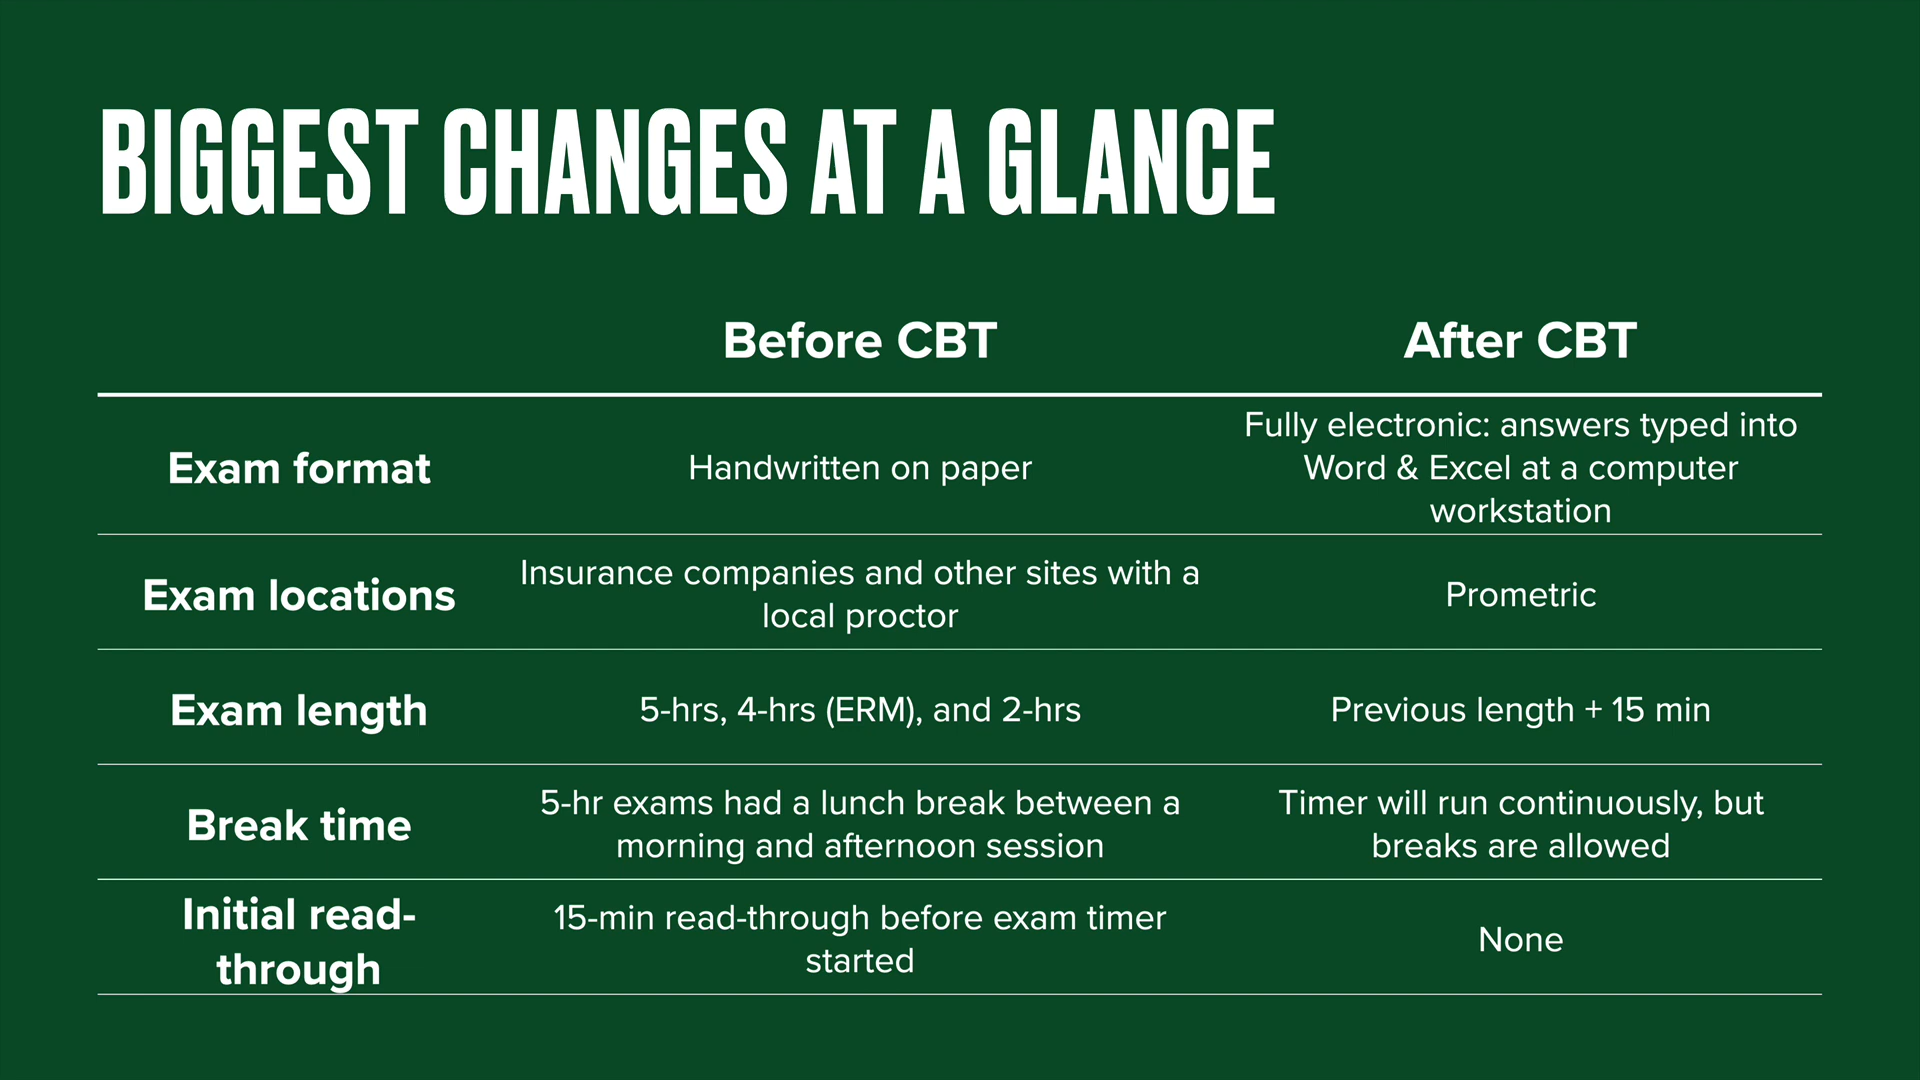 BIGGEST CHANGES AT A GLANCE
Before CBT
After CBT
Exam format
Handwritten on paper
Fully electronic: answers typed into
Word & Excel at a computer
workstation
Exam locations
Insurance companies and other sites with a
local proctor
Prometric
Exam length
5-hrs, 4-hrs (ERM), and 2-hrs
Previous length + 15 min
Break time
5-hr exams had a lunch break between a
morning and afternoon session
Timer will run continuously, but
breaks are allowed
Initial read-
through
15-min read-through before exam timer
started
None